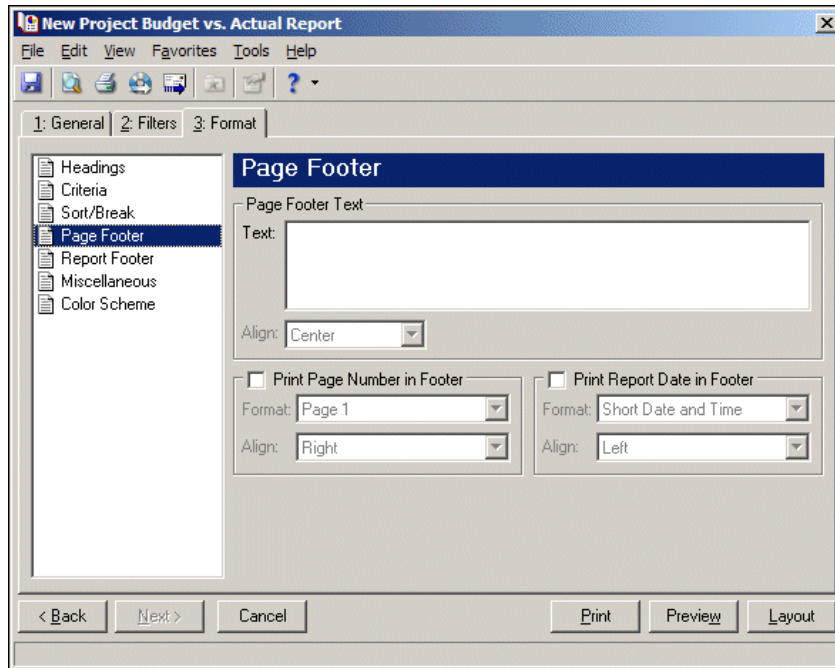 New Project Budget vs. Actual Report
File Edit View Favorites Tools Help
1: General 2: Filters 3: Format
Headings
Criteria
Sort/Break
Page Footer
Report Footer
Miscellaneous
Color Scheme
Page Footer
Page Footer Text
Text:
Align: Center
Print Page Number in Footer
Format: Page 1
Align: Right
Print Report Date in Footer
Format: Short Date and Time
Align: Left
< Back Next > Cancel Print Preview Layout